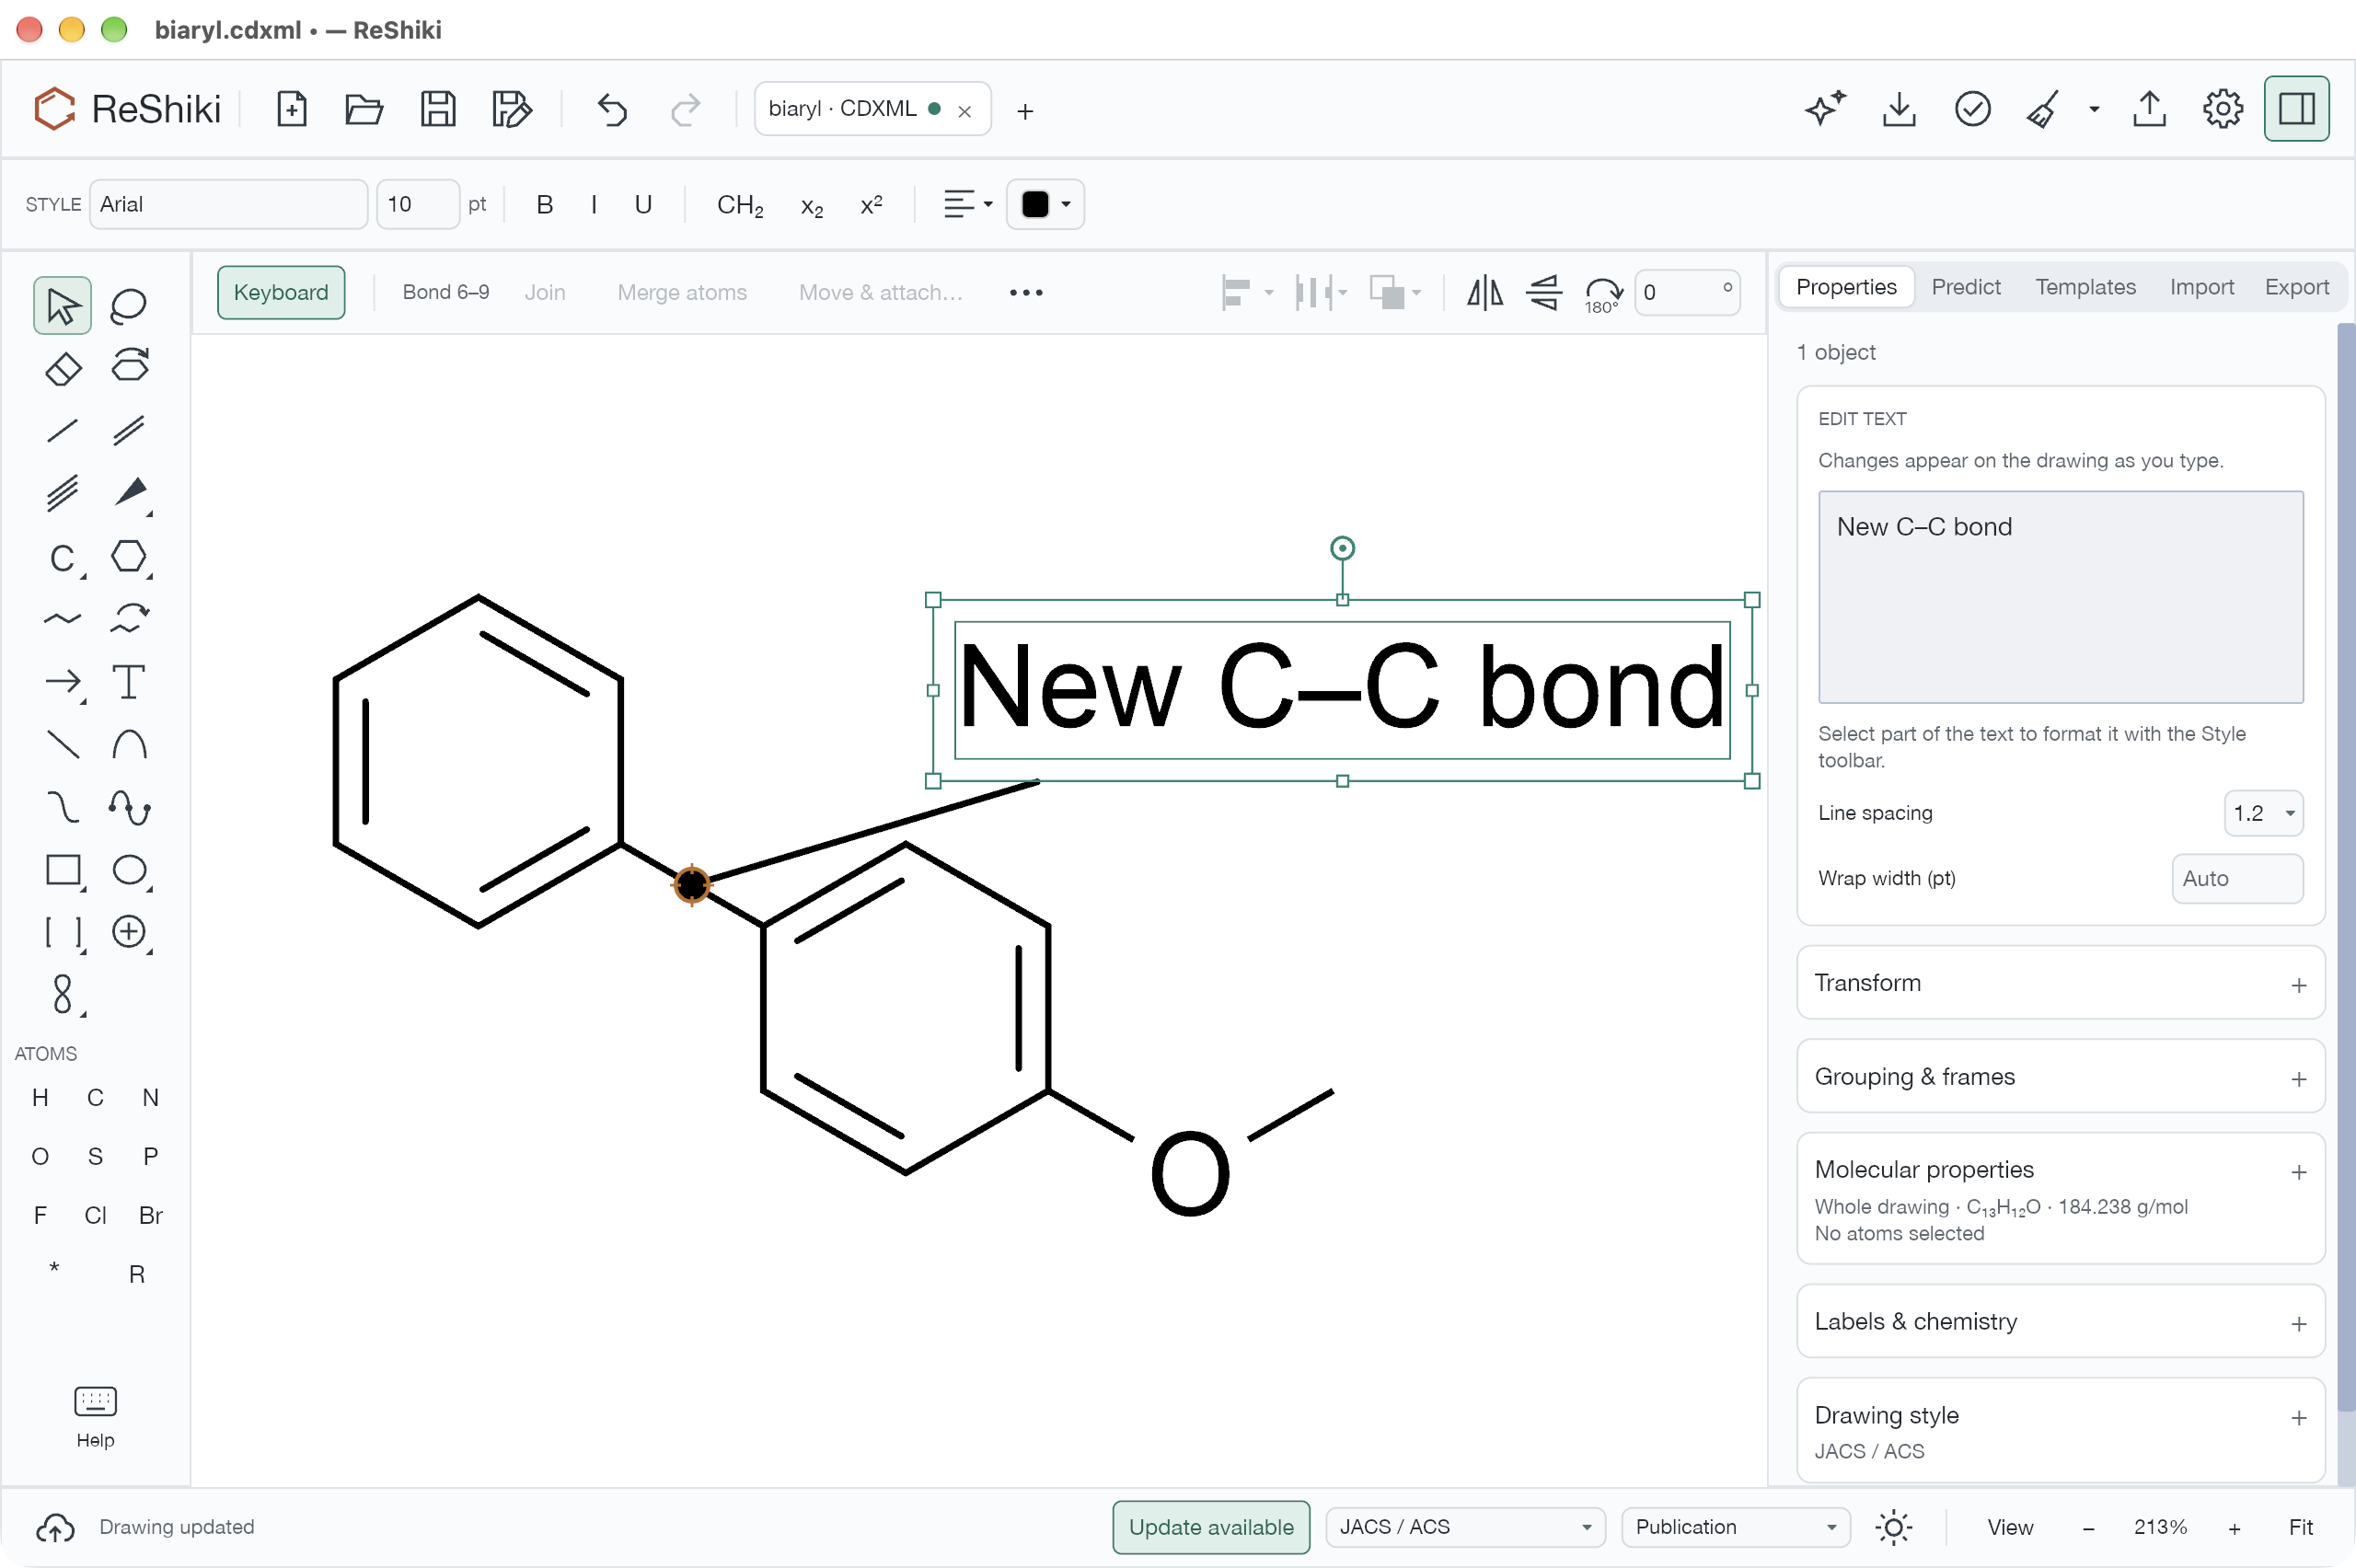 biaryl.cdxml • — ReShiki
ReShiki
biaryl · CDXML
STYLE Arial 10 pt B I U CH₂ x₂ x²
Keyboard Bond 6–9 Join Merge atoms Move & attach... 180° 0 °
Properties Predict Templates Import Export
1 object
EDIT TEXT
Changes appear on the drawing as you type.
New C–C bond
Select part of the text to format it with the Style
toolbar.
Line spacing 1.2
Wrap width (pt) Auto
Transform +
Grouping & frames +
Molecular properties +
Whole drawing · C₁₃H₁₂O · 184.238 g/mol
No atoms selected
Labels & chemistry +
Drawing style +
JACS / ACS
New C–C bond
O
C
T
[ ]
ATOMS
H C N
O S P
F Cl Br
* R
Help
Drawing updated
Update available JACS / ACS Publication View – 213% + Fit